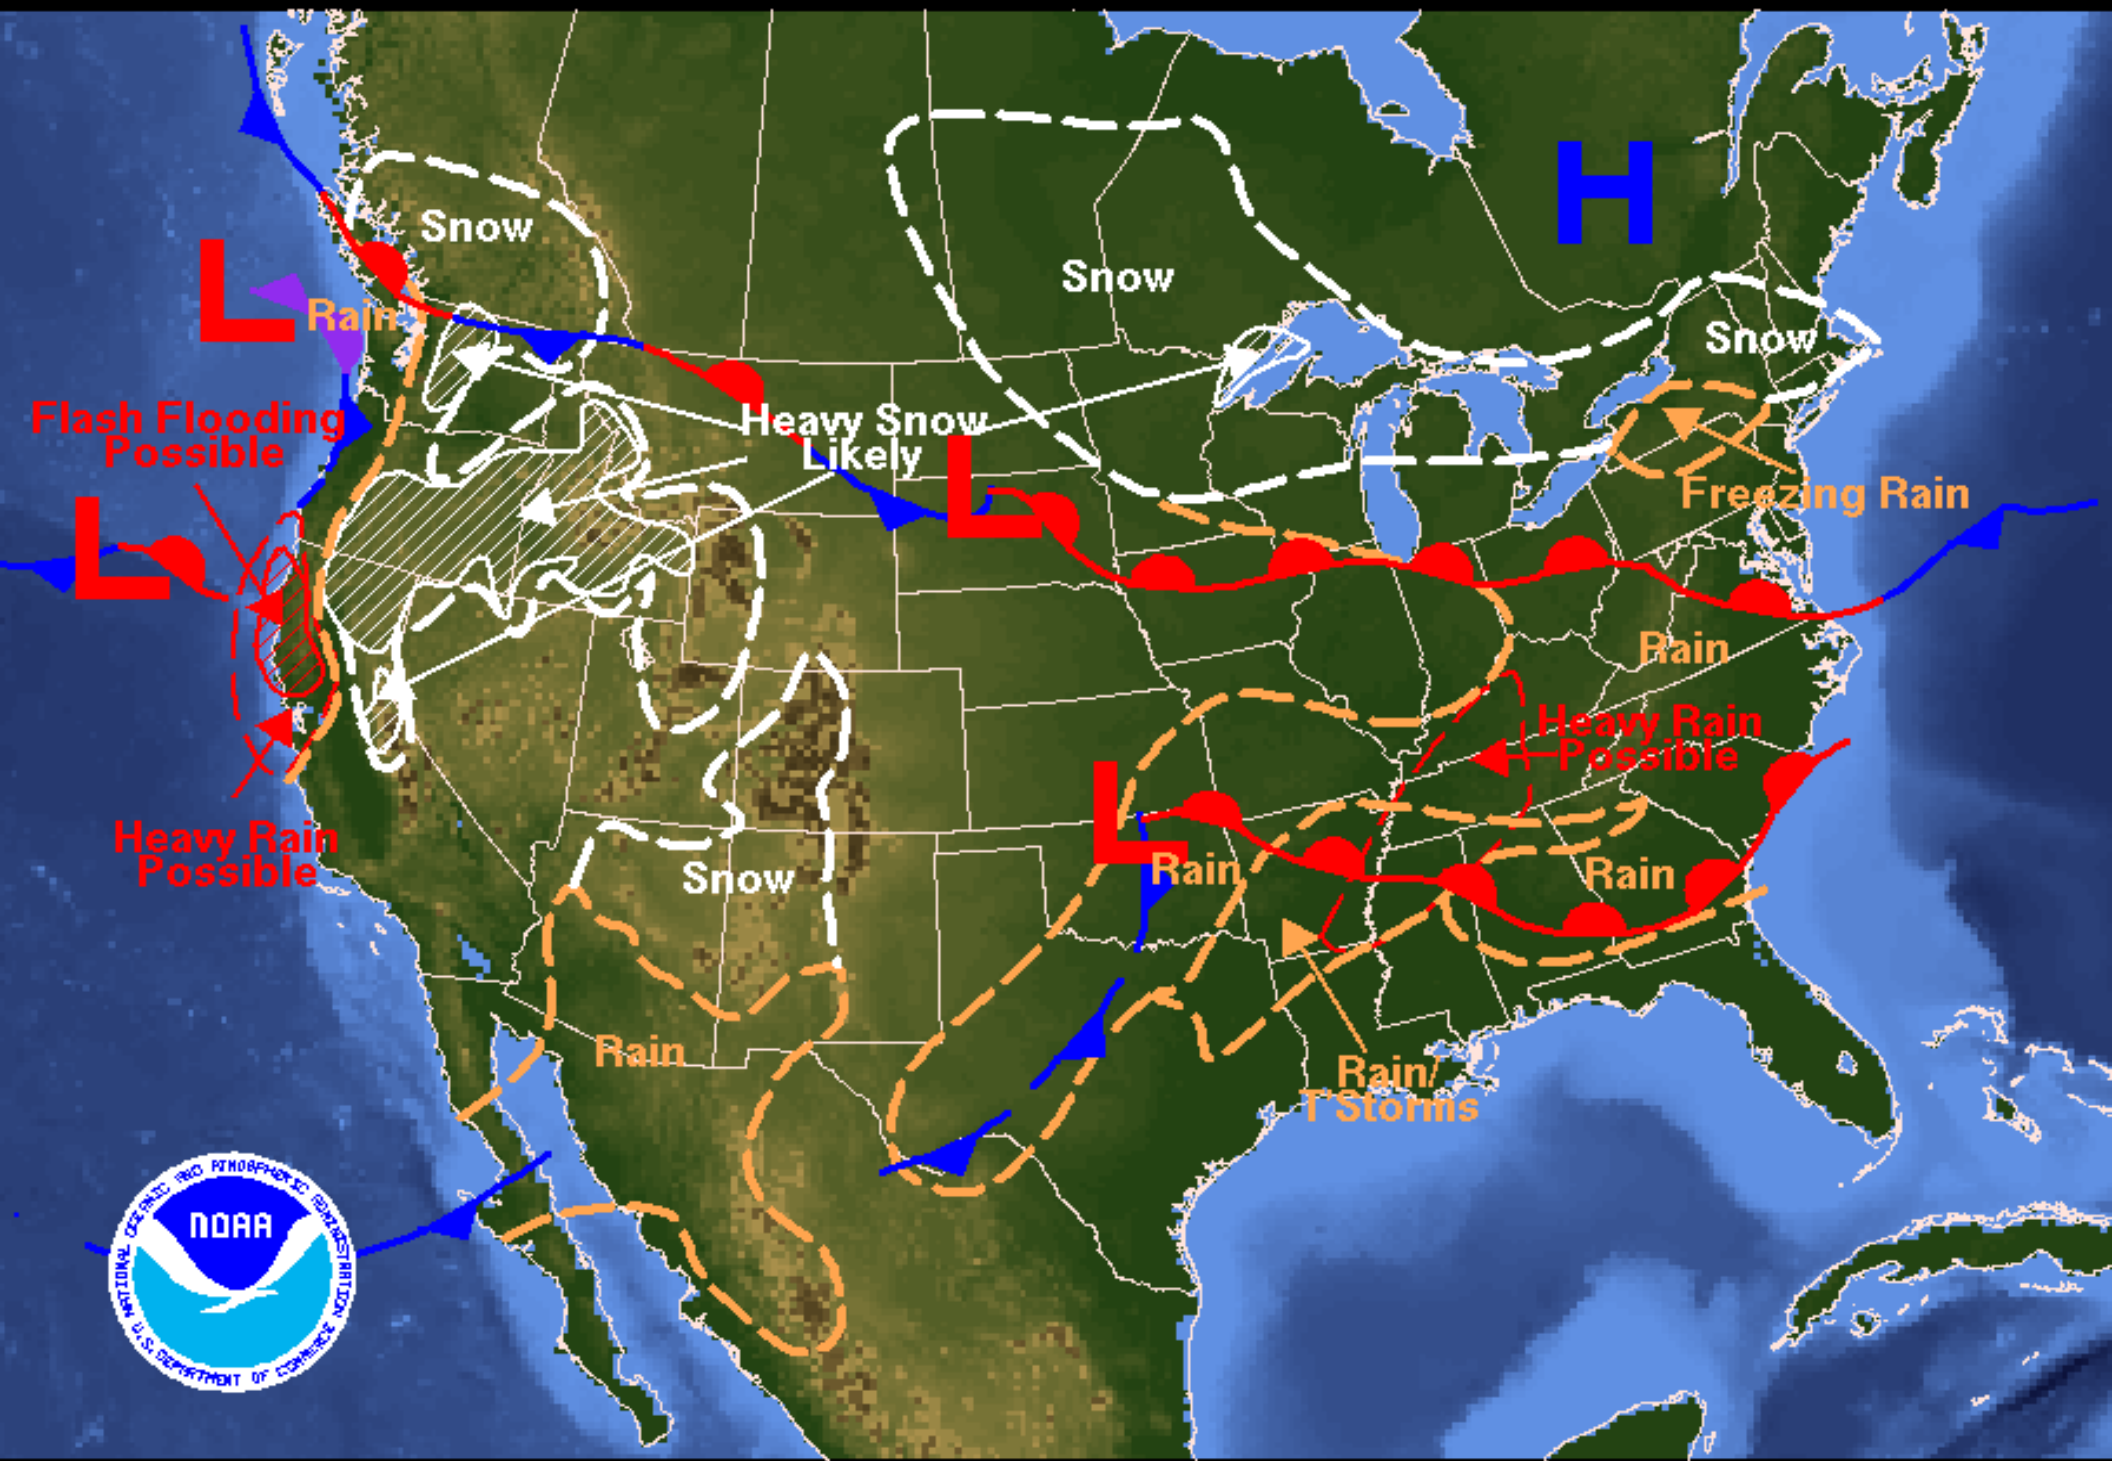 H
Snow
Snow
L
Rain
Snow
Flash Flooding
Possible
Heavy Snow
Likely
L
Freezing Rain
L
Rain
Heavy Rain
Possible
L
Heavy Rain
Possible
Rain
Rain
Snow
Rain
Rain/
T'Storms
NATIONAL OCEANIC AND ATMOSPHERIC ADMINISTRATION
NOAA
U.S. DEPARTMENT OF COMMERCE